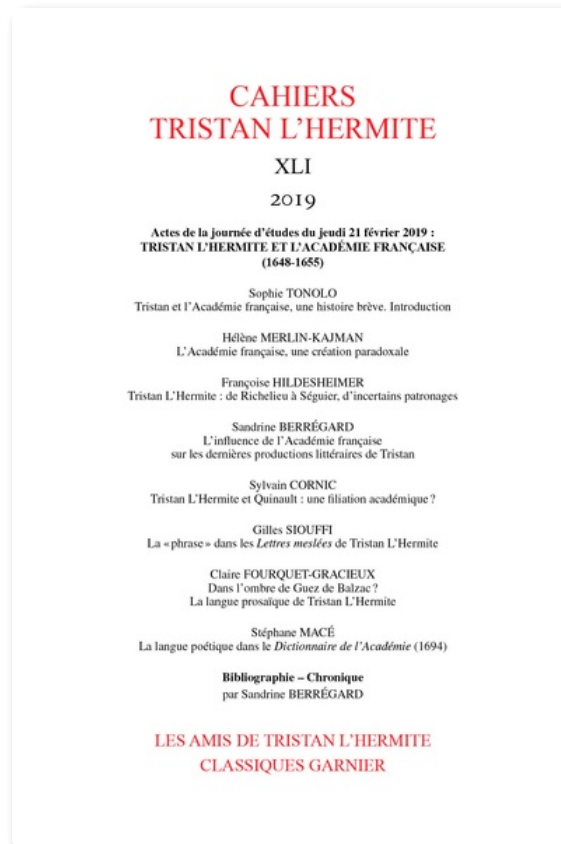 CAHIERS
TRISTAN L'HERMITE
XLI
2019
Actes de la journée d'études du jeudi 21 février 2019 :
TRISTAN L'HERMITE ET L'ACADÉMIE FRANÇAISE
(1648-1655)
Sophie TONOLO
Tristan et l'Académie française, une histoire brève. Introduction
Hélène MERLIN-KAJMAN
L'Académie française, une création paradoxale
Françoise HILDESHEIMER
Tristan L'Hermite : de Richelieu à Séguier, d'incertains patronages
Sandrine BERRÉGARD
L'influence de l'Académie française
sur les dernières productions littéraires de Tristan
Sylvain CORNIC
Tristan L'Hermite et Quinault : une filiation académique ?
Gilles SIOUFFI
La « phrase » dans les Lettres meslées de Tristan L'Hermite
Claire FOURQUET-GRACIEUX
Dans l'ombre de Guez de Balzac ?
La langue prosaïque de Tristan L'Hermite
Stéphane MACÉ
La langue poétique dans le Dictionnaire de l'Académie (1694)
Bibliographie – Chronique
par Sandrine BERRÉGARD
LES AMIS DE TRISTAN L'HERMITE
CLASSIQUES GARNIER